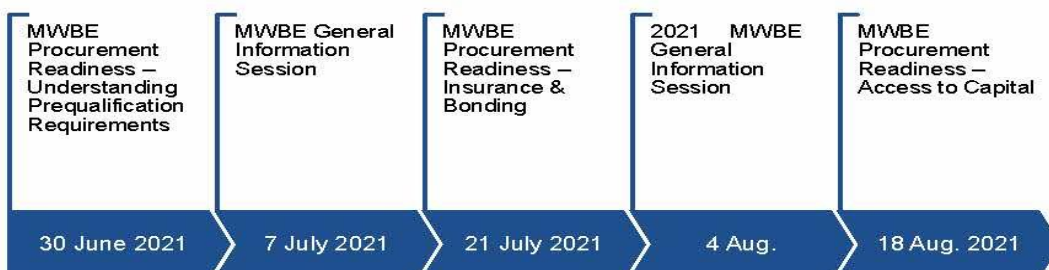 MWBE
Procurement
Readiness –
Understanding
Prequalification
Requirements
MWBE General
Information
Session
MWBE
Procurement
Readiness –
Insurance &
Bonding
2021 MWBE
General
Information
Session
MWBE
Procurement
Readiness –
Access to Capital
30 June 2021
7 July 2021
21 July 2021
4 Aug.
18 Aug. 2021